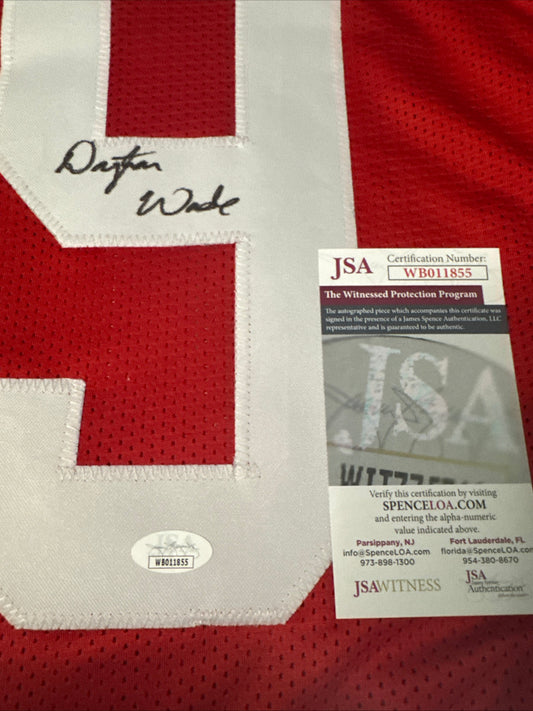 Dayton
Wade
JSA
Certification Number:
WB011855
The Witnessed Protection Program
The autographed piece which accompanies this certificate was
signed in the presence of a James Spence Authentication, LLC
representative and is guaranteed to be authentic.
JSA
Verify this certification by visiting
SPENCELOA.COM
and entering the alpha-numeric
value indicated above.
Parsippany, NJ
info@SpenceLOA.com
973-898-1300
Fort Lauderdale, FL
florida@SpenceLOA.com
954-380-8670
JSAWITNESS
JSA
Authentication
WB011855